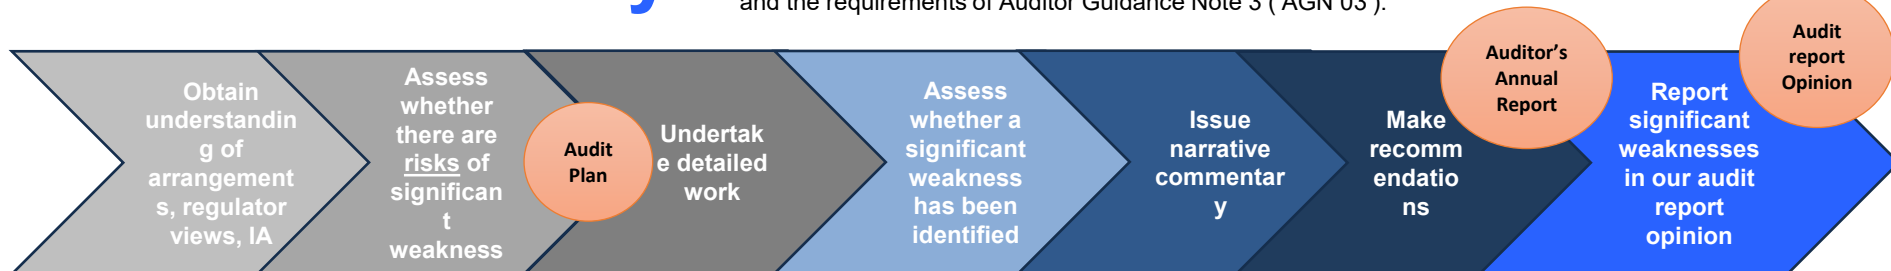 y
and the requirements of Auditor Guidance Note 3 ('AGN 03').
Obtain
understandin
g of
arrangement
s, regulator
views, IA
Assess
whether
there are
risks of
significan
t
weakness
Audit
Plan
Undertak
e detailed
work
Assess
whether a
significant
weakness
has been
identified
Issue
narrative
commentar
y
Make
recomm
endatio
ns
Auditor’s
Annual
Report
Report
significant
weaknesses
in our audit
report
opinion
Audit
report
Opinion